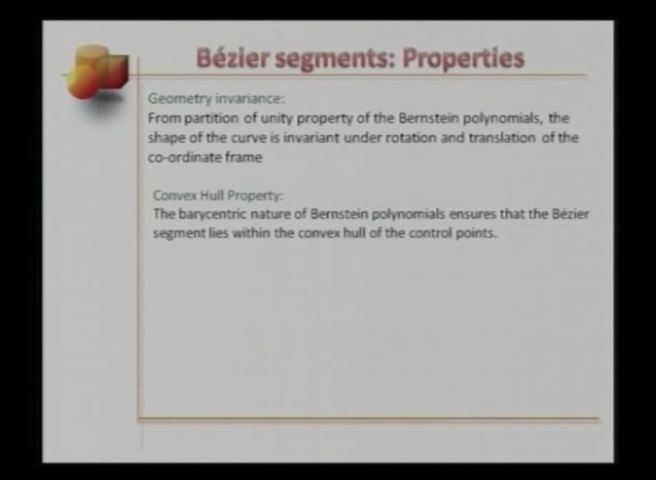 Bézier segments: Properties
Geometry invariance:
From partition of unity property of the Bernstein polynomials, the
shape of the curve is invariant under rotation and translation of the
co-ordinate frame
Convex Hull Property:
The barycentric nature of Bernstein polynomials ensures that the Bézier
segment lies within the convex hull of the control points.